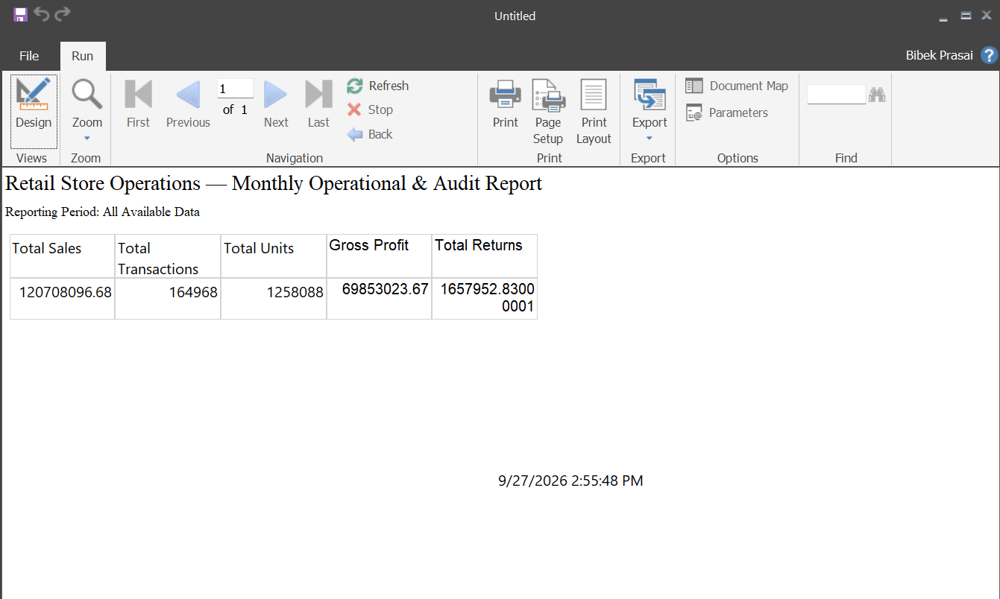 Untitled
File
Run
Bibek Prasai
?
Design
Zoom
First
Previous
1
of 1
Next
Last
Refresh
Stop
Back
Print
Page
Setup
Print
Layout
Export
Document Map
Parameters
Views
Zoom
Navigation
Print
Export
Options
Find
Retail Store Operations — Monthly Operational & Audit Report
Reporting Period: All Available Data
Total Sales
Total
Transactions
Total Units
Gross Profit
Total Returns
120708096.68
164968
1258088
69853023.67
1657952.8300
0001
9/27/2026 2:55:48 PM